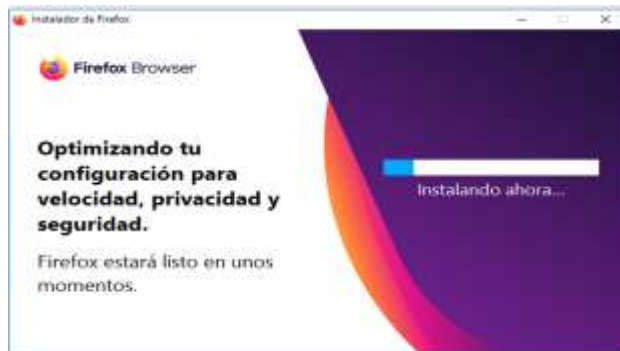 Instalador de Firefox
Firefox Browser
Optimizando tu
configuración para
velocidad, privacidad y
seguridad.
Firefox estará listo en unos
momentos.
Instalando ahora...